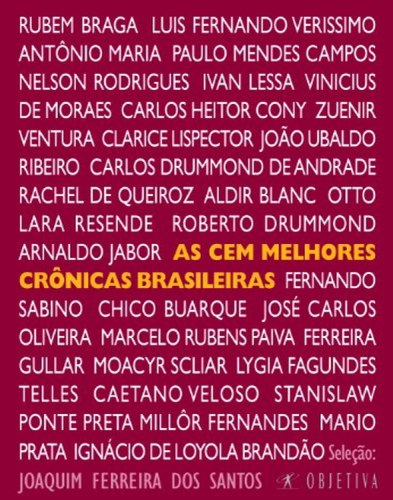 RUBEM BRAGA LUIS FERNANDO VERISSIMO
ANTÔNIO MARIA PAULO MENDES CAMPOS
NELSON RODRIGUES IVAN LESSA VINICIUS
DE MORAES CARLOS HEITOR CONY ZUENIR
VENTURA CLARICE LISPECTOR JOÃO UBALDO
RIBEIRO CARLOS DRUMMOND DE ANDRADE
RACHEL DE QUEIROZ ALDIR BLANC OTTO
LARA RESENDE ROBERTO DRUMMOND
ARNALDO JABOR AS CEM MELHORES
CRÔNICAS BRASILEIRAS FERNANDO
SABINO CHICO BUARQUE JOSÉ CARLOS
OLIVEIRA MARCELO RUBENS PAIVA FERREIRA
GULLAR MOACYR SCLIAR LYGIA FAGUNDES
TELLES CAETANO VELOSO STANISLAW
PONTE PRETA MILLÔR FERNANDES MARIO
PRATA IGNÁCIO DE LOYOLA BRANDÃO Seleção:
JOAQUIM FERREIRA DOS SANTOS OBJETIVA